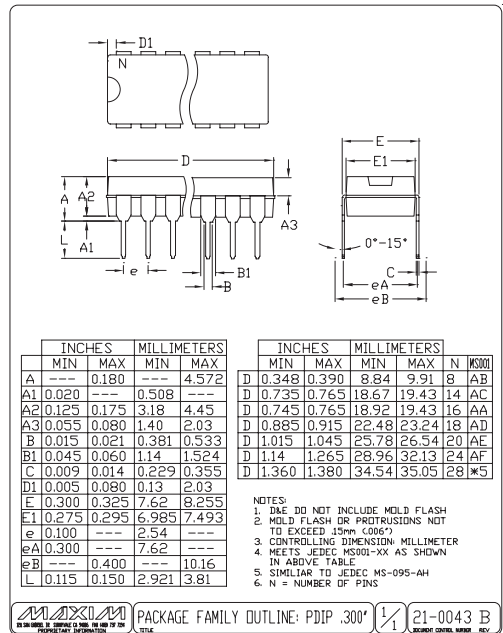 D1
N
D
E
E1
A
A2
A3
L
A1
0°-15°
e
B1
B
C
eA
eB
INCHES MILLIMETERS
MIN MAX MIN MAX
A --- 0.180 --- 4.572
A1 0.020 --- 0.508 ---
A2 0.125 0.175 3.18 4.45
A3 0.055 0.080 1.40 2.03
B 0.015 0.021 0.381 0.533
B1 0.045 0.060 1.14 1.524
C 0.009 0.014 0.229 0.355
D1 0.005 0.080 0.13 2.03
E 0.300 0.325 7.62 8.255
E1 0.275 0.295 6.985 7.493
e 0.100 --- 2.54 ---
eA 0.300 --- 7.62 ---
eB --- 0.400 --- 10.16
L 0.115 0.150 2.921 3.81
INCHES MILLIMETERS
MIN MAX MIN MAX N MS001
D 0.348 0.390 8.84 9.91 8 AB
D 0.735 0.765 18.67 19.43 14 AC
D 0.745 0.765 18.92 19.43 16 AA
D 0.885 0.915 22.48 23.24 18 AD
D 1.015 1.045 25.78 26.54 20 AE
D 1.14 1.265 28.96 32.13 24 AF
D 1.360 1.380 34.54 35.05 28 *5
NOTES:
1. D&E DO NOT INCLUDE MOLD FLASH
2. MOLD FLASH OR PROTRUSIONS NOT
TO EXCEED .15mm (.006")
3. CONTROLLING DIMENSION: MILLIMETER
4. MEETS JEDEC MS001-XX AS SHOWN
IN ABOVE TABLE
5. SIMILIAR TO JEDEC MS-095-AH
6. N = NUMBER OF PINS
MAXIM
PROPRIETARY INFORMATION
PACKAGE FAMILY OUTLINE: PDIP .300"
TITLE
1/1
21-0043 B
DOCUMENT CONTROL NUMBER REV